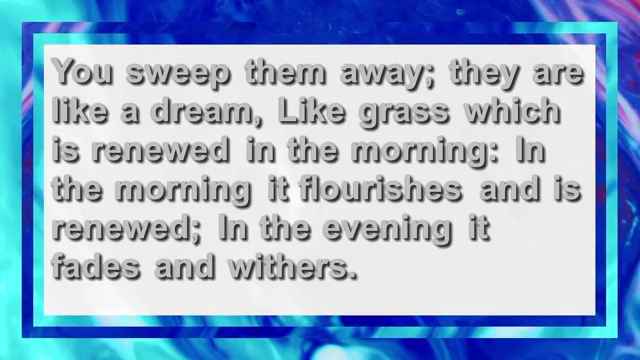 You sweep them away; they are
like a dream, Like grass which
is renewed in the morning: In
the morning it flourishes and is
renewed; In the evening it
fades and withers.